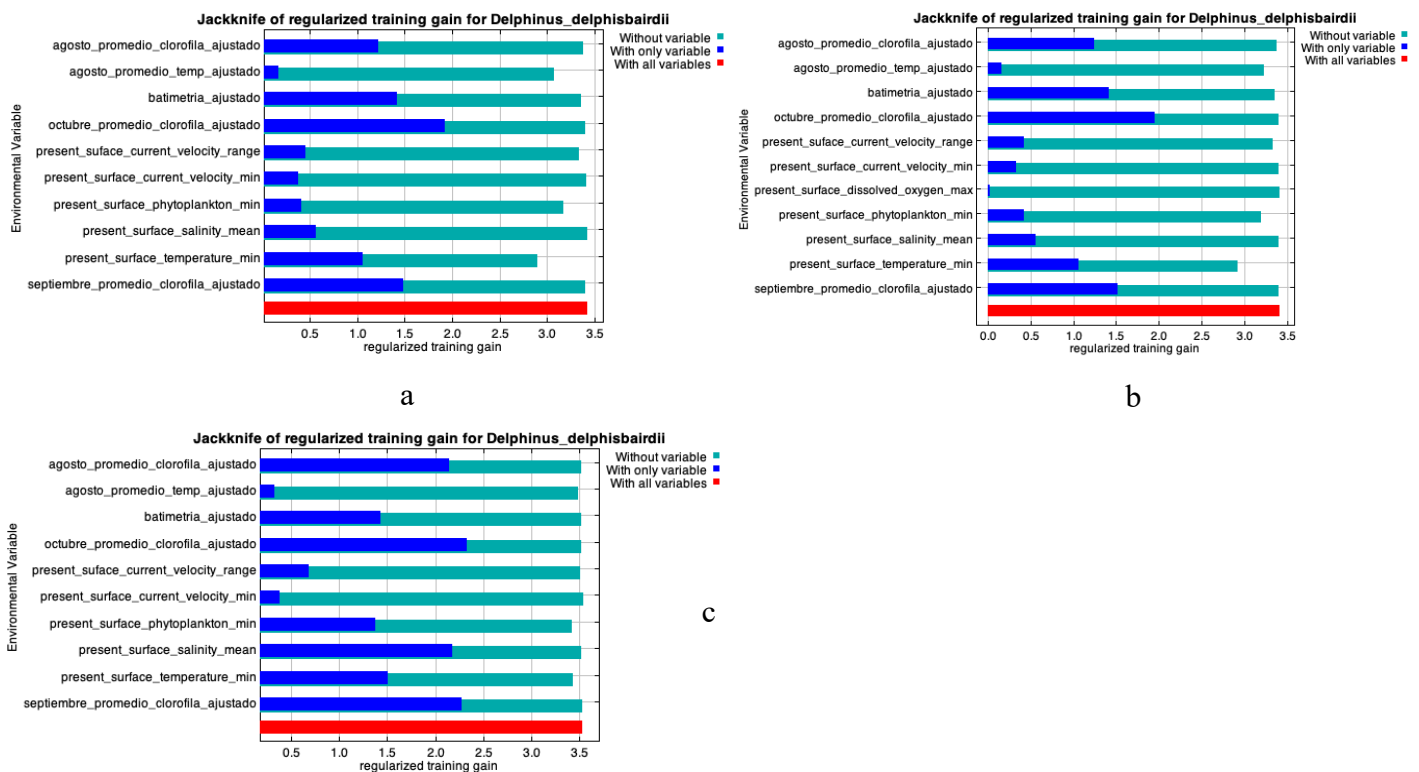 Jackknife of regularized training gain for Delphinus_delphisbairdii
Without variable
With only variable
With all variables
Environmental Variable
agosto_promedio_clorofila_ajustado
agosto_promedio_temp_ajustado
batimetria_ajustado
octubre_promedio_clorofila_ajustado
present_suface_current_velocity_range
present_surface_current_velocity_min
present_surface_phytoplankton_min
present_surface_salinity_mean
present_surface_temperature_min
septiembre_promedio_clorofila_ajustado
0.5 1.0 1.5 2.0 2.5 3.0 3.5
regularized training gain
a
Jackknife of regularized training gain for Delphinus_delphisbairdii
Without variable
With only variable
With all variables
Environmental Variable
agosto_promedio_clorofila_ajustado
agosto_promedio_temp_ajustado
batimetria_ajustado
octubre_promedio_clorofila_ajustado
present_suface_current_velocity_range
present_surface_current_velocity_min
present_surface_dissolved_oxygen_max
present_surface_phytoplankton_min
present_surface_salinity_mean
present_surface_temperature_min
septiembre_promedio_clorofila_ajustado
0.0 0.5 1.0 1.5 2.0 2.5 3.0 3.5
regularized training gain
b
Jackknife of regularized training gain for Delphinus_delphisbairdii
Without variable
With only variable
With all variables
Environmental Variable
agosto_promedio_clorofila_ajustado
agosto_promedio_temp_ajustado
batimetria_ajustado
octubre_promedio_clorofila_ajustado
present_suface_current_velocity_range
present_surface_current_velocity_min
present_surface_phytoplankton_min
present_surface_salinity_mean
present_surface_temperature_min
septiembre_promedio_clorofila_ajustado
0.5 1.0 1.5 2.0 2.5 3.0 3.5
regularized training gain
c